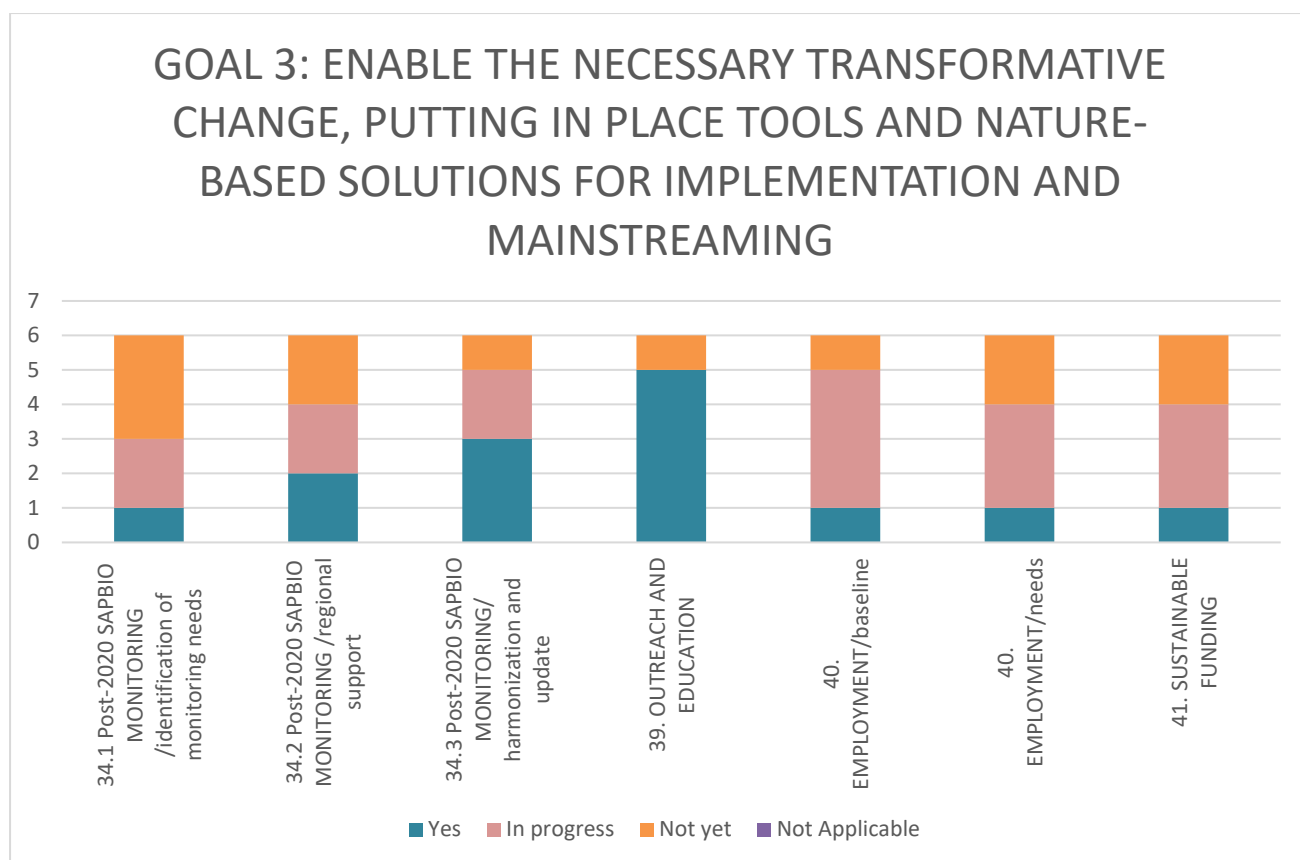 GOAL 3: ENABLE THE NECESSARY TRANSFORMATIVE
CHANGE, PUTTING IN PLACE TOOLS AND NATURE-
BASED SOLUTIONS FOR IMPLEMENTATION AND
MAINSTREAMING
7
6
5
4
3
2
1
0
34.1 Post-2020 SAPBIO
MONITORING
/identification of
monitoring needs
34.2 Post-2020 SAPBIO
MONITORING /regional
support
34.3 Post-2020 SAPBIO
MONITORING/
harmonization and
update
39. OUTREACH AND
EDUCATION
40.
EMPLOYMENT/baseline
40.
EMPLOYMENT/needs
41. SUSTAINABLE
FUNDING
Yes In progress Not yet Not Applicable